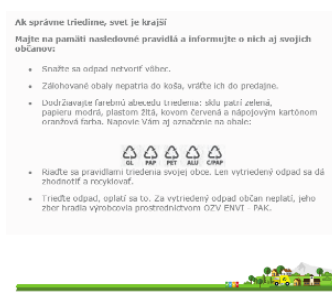 Ak správne triedime, svet je krajší
Majte na pamäti nasledovné pravidlá a informujte o nich aj svojich
občanov:
• Snažte sa odpad netvoriť vôbec.
• Zálohované obaly nepatria do koša, vráťte ich do predajne.
• Dodržiavajte farebnú abecedu triedenia: sklu patrí zelená,
papieru modrá, plastom žltá, kovom červená a nápojovým kartónom
oranžová farba. Napovie Vám aj označenie na obale:
GL PAP PET ALU C/PAP
• Riaďte sa pravidlami triedenia svojej obce. Len vytriedený odpad sa dá
zhodnotiť a recyklovať.
• Trieďte odpad, oplatí sa to. Za vytriedený odpad občan neplatí, jeho
zber hradia výrobcovia prostredníctvom OZV ENVI - PAK.